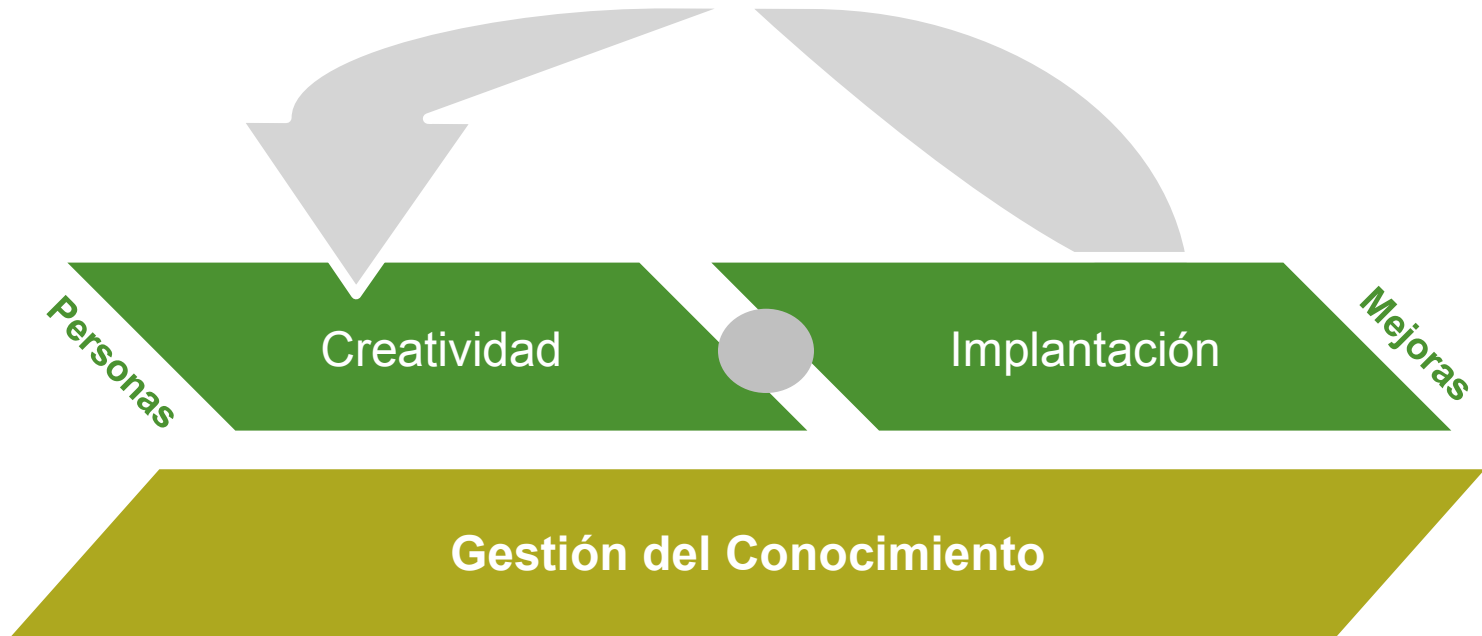 Personas
Creatividad
Implantación
Mejoras
Gestión del Conocimiento